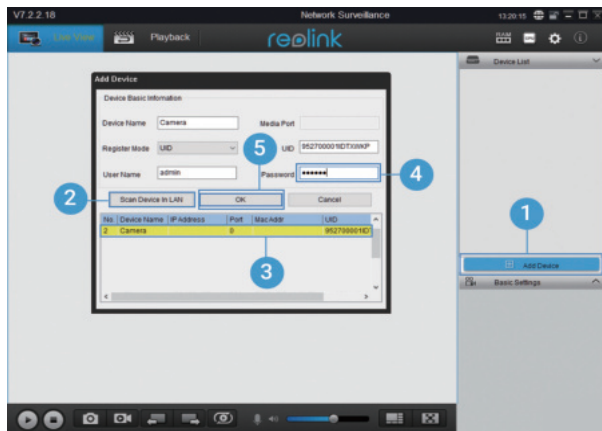 V7.2.2.18 Network Surveillance 13:20:15
Live View Playback reolink
Device List
Add Device
Device Basic Information
Device Name Camera Media Port
Register Mode UID UID 952700001IDTXWKP
5
User Name admin Password ●●●●●● 4
2 Scan Device In LAN OK Cancel
No Device Name IP Address Port Mac Addr UID
2 Camera 0 952700001ID
3
1
Add Device
Basic Settings